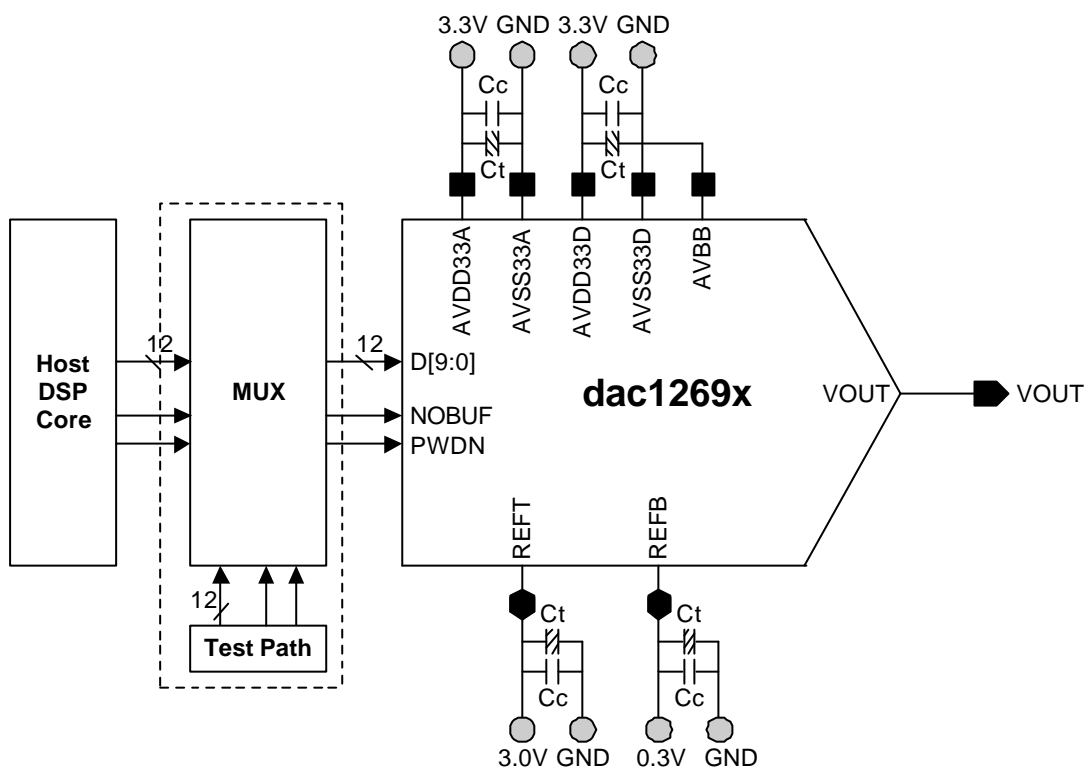 3.3V GND 3.3V GND
Cc Cc
Ct Ct
AVDD33A
AVSS33A
AVDD33D
AVSS33D
AVBB
Host
DSP
Core
12
MUX
12
D[9:0]
NOBUF
PWDN
dac1269x
VOUT
VOUT
12
Test Path
REFT
REFB
Ct Ct
Cc Cc
3.0V GND 0.3V GND